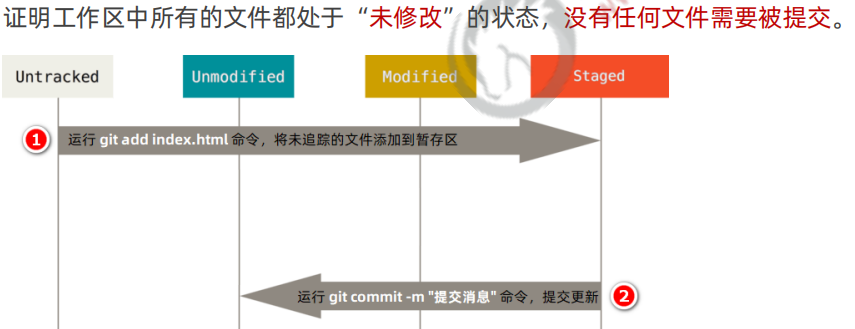 证明工作区中所有的文件都处于“未修改”的状态，没有任何文件需要被提交。
Untracked Unmodified Modified Staged
1 运行 git add index.html 命令，将未追踪的文件添加到暂存区
运行 git commit -m "提交消息" 命令，提交更新 2